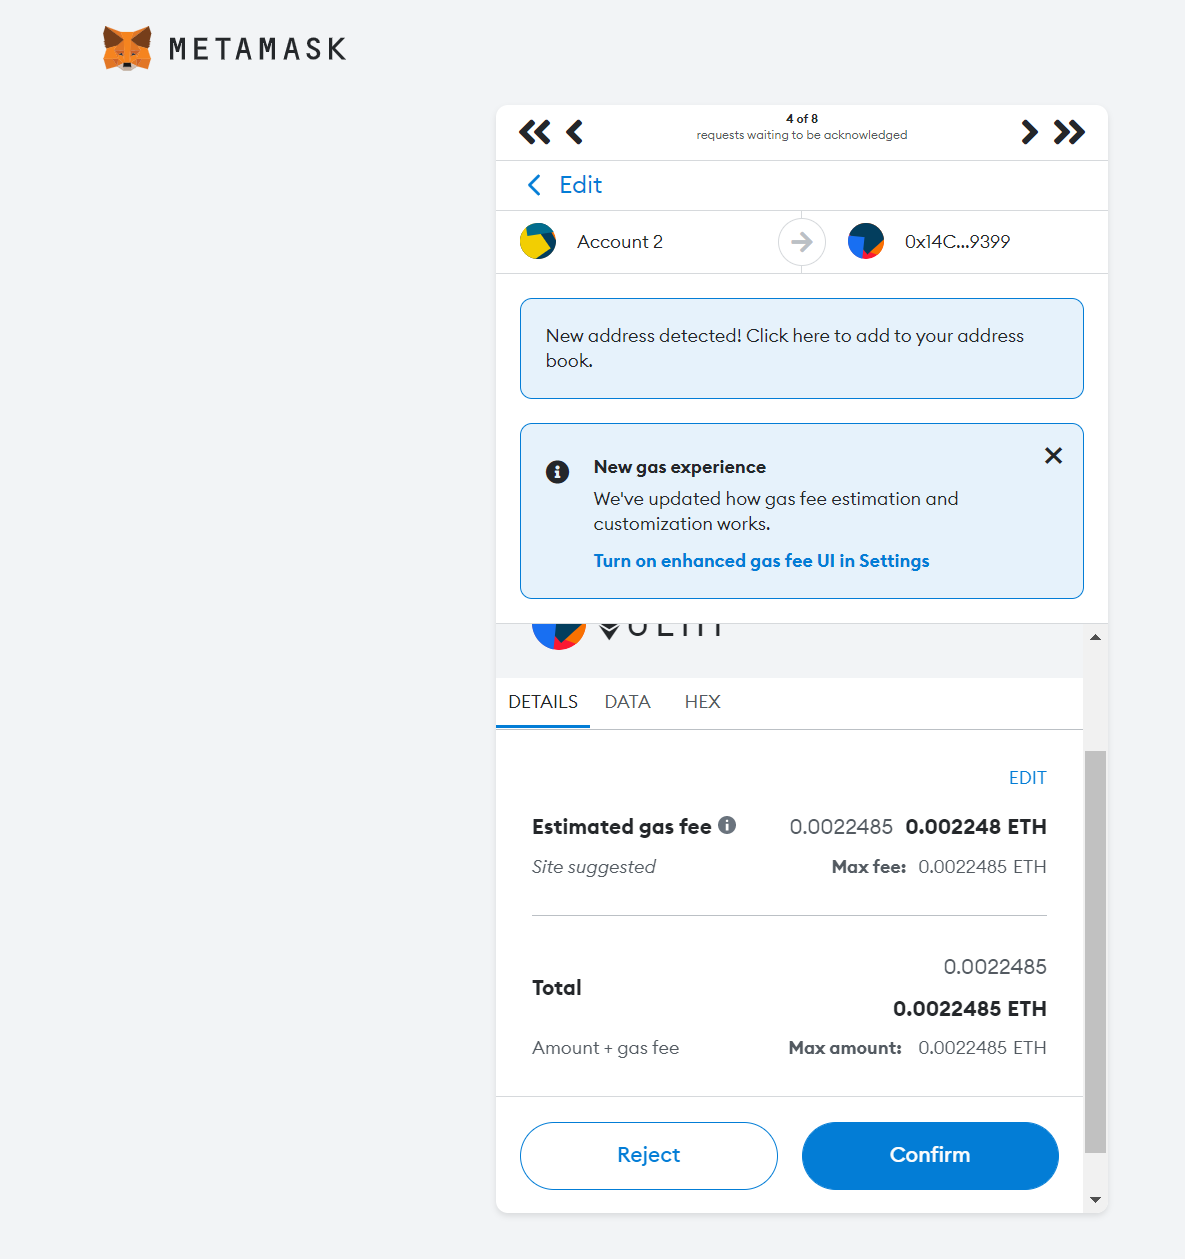 METAMASK
4 of 8
requests waiting to be acknowledged
Edit
Account 2
0x14C...9399
New address detected! Click here to add to your address
book.
New gas experience
We've updated how gas fee estimation and
customization works.
Turn on enhanced gas fee UI in Settings
DETAILS DATA HEX
EDIT
Estimated gas fee 0.0022485 0.002248 ETH
Site suggested Max fee: 0.0022485 ETH
0.0022485
Total
0.0022485 ETH
Amount + gas fee Max amount: 0.0022485 ETH
Reject Confirm